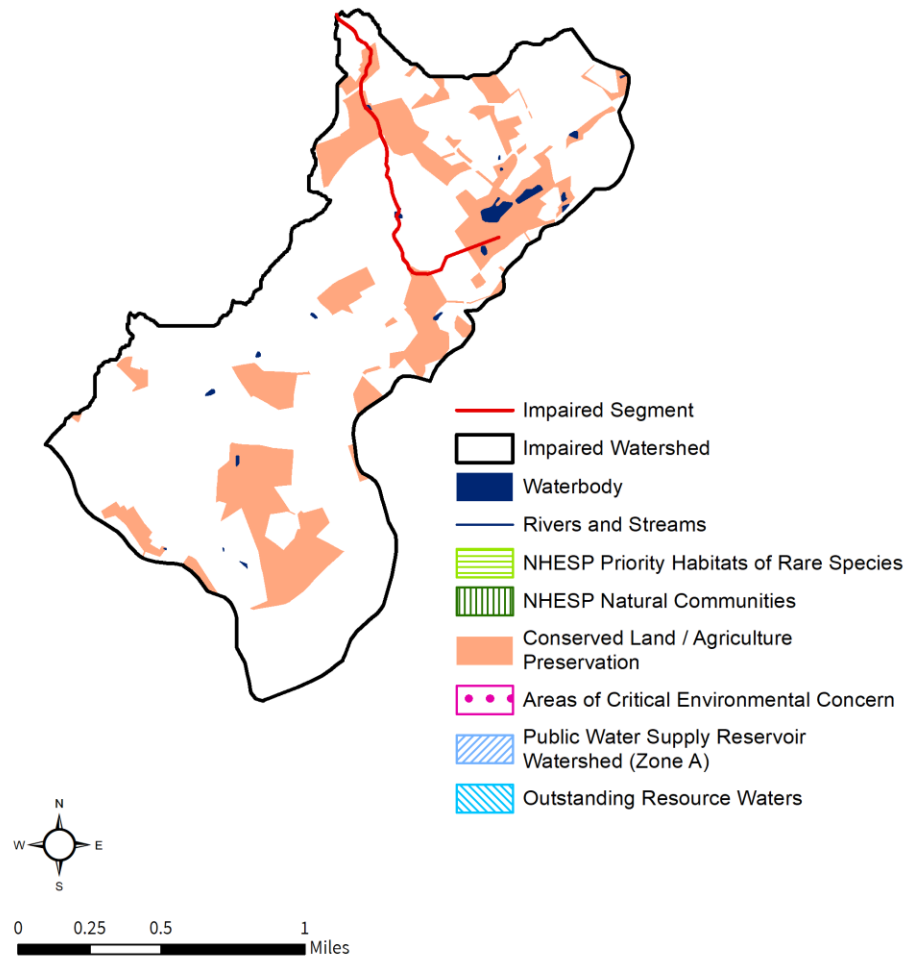 Impaired Segment
Impaired Watershed
Waterbody
Rivers and Streams
NHESP Priority Habitats of Rare Species
NHESP Natural Communities
Conserved Land / Agriculture
Preservation
Areas of Critical Environmental Concern
Public Water Supply Reservoir
Watershed (Zone A)
Outstanding Resource Waters
N
W E
S
0 0.25 0.5 1
Miles